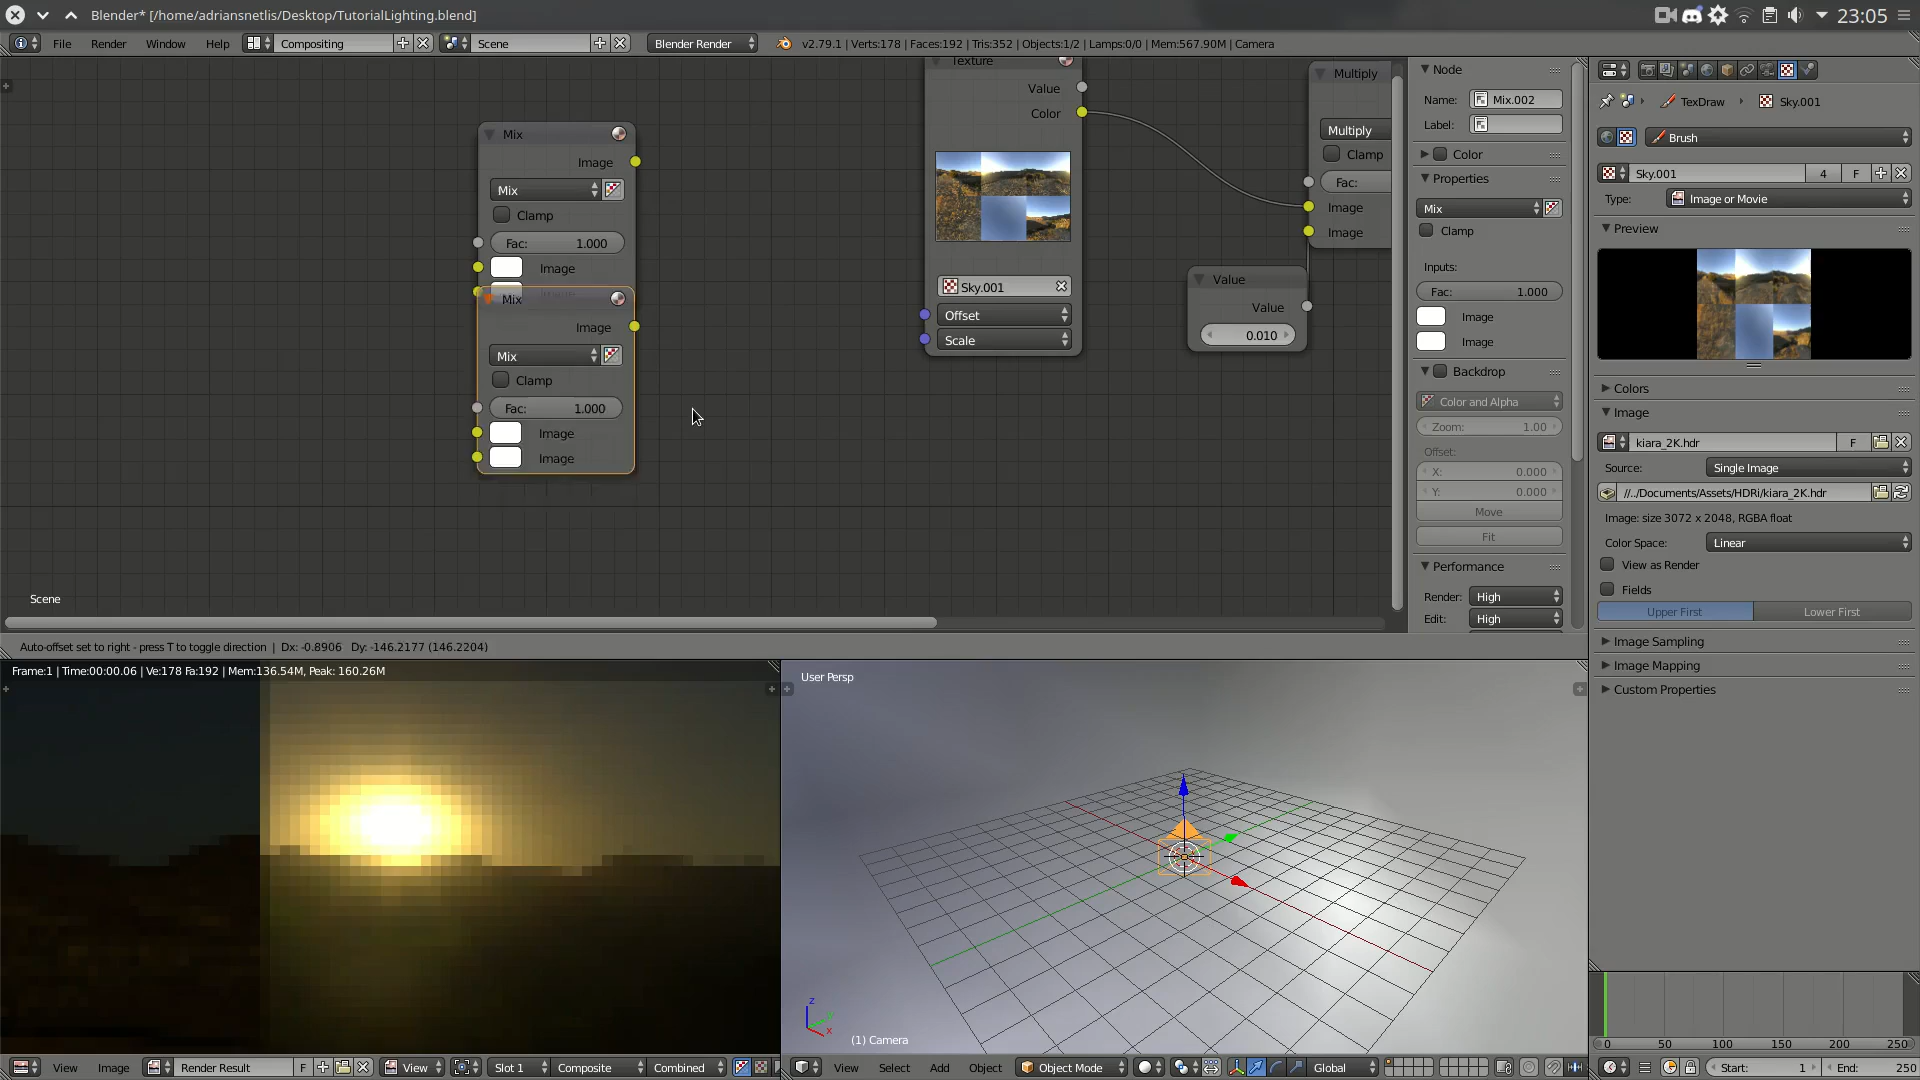 Blender* [/home/adriansnetlis/Desktop/TutorialLighting.blend]
23:05
File Render Window Help Compositing Scene Blender Render v2.79.1 | Verts:178 | Faces:192 | Tris:352 | Objects:1/2 | Lamps:0/0 | Mem:567.90M | Camera
Mix
Image
Mix
Clamp
Fac: 1.000
Image
Mix
Image
Mix
Clamp
Fac: 1.000
Image
Image
Texture
Value
Color
Sky.001
Offset
Scale
Value
Value
0.010
Multiply
Multiply
Clamp
Fac:
Image
Image
Scene
Node
Name: Mix.002
Label:
Color
Properties
Mix
Clamp
Inputs:
Fac: 1.000
Image
Image
Backdrop
Color and Alpha
Zoom: 1.00
Offset:
X: 0.000
Y: 0.000
Move
Fit
Performance
Render: High
Edit: High
TexDraw Sky.001
Brush
Sky.001 4 F
Type: Image or Movie
Preview
Colors
Image
kiara_2K.hdr F
Source: Single Image
//../Documents/Assets/HDRi/kiara_2K.hdr
Image: size 3072 x 2048, RGBA float
Color Space: Linear
View as Render
Fields
Upper First Lower First
Image Sampling
Image Mapping
Custom Properties
Auto-offset set to right - press T to toggle direction | Dx: -0.8906 Dy: -146.2177 (146.2204)
Frame:1 | Time:00:00.06 | Ve:178 Fa:192 | Mem:136.54M, Peak: 160.26M
User Persp
z
x
(1) Camera
0 50 100 150 200 250
View Image Render Result F View Slot 1 Composite Combined
View Select Add Object Object Mode Global
Start: 1 End: 250